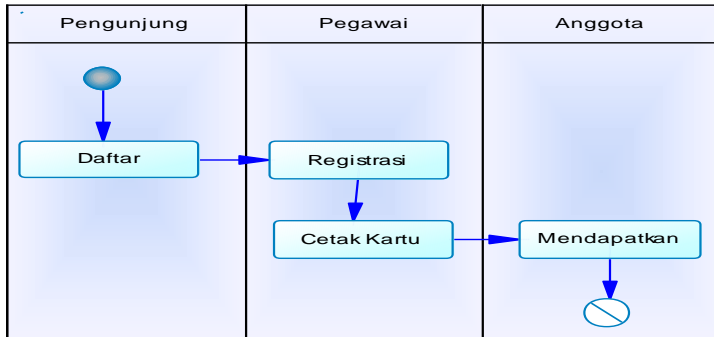 Pengunjung
Pegawai
Anggota
Daftar
Registrasi
Cetak Kartu
Mendapatkan